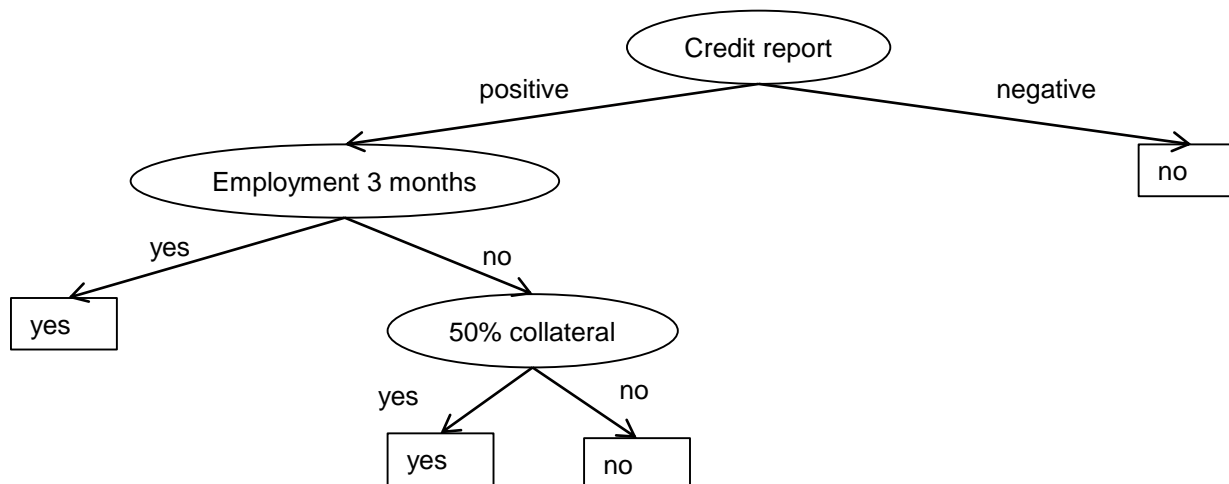 Credit report
positive
negative
Employment 3 months
no
yes
no
yes
50% collateral
yes
no
yes
no